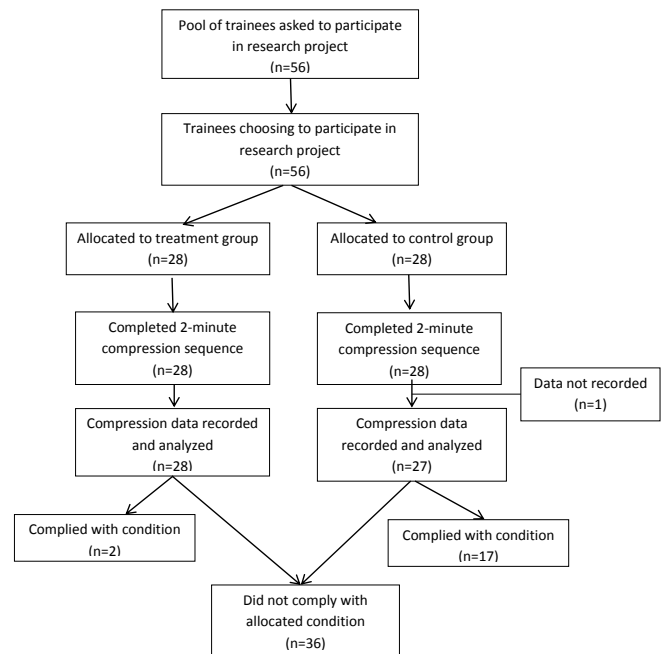 Pool of trainees asked to participate
in research project
(n=56)
Trainees choosing to participate in
research project
(n=56)
Allocated to treatment group
(n=28)
Allocated to control group
(n=28)
Completed 2-minute
compression sequence
(n=28)
Completed 2-minute
compression sequence
(n=28)
Data not recorded
(n=1)
Compression data recorded
and analyzed
(n=28)
Compression data
recorded and analyzed
(n=27)
Complied with condition
(n=2)
Complied with condition
(n=17)
Did not comply with
allocated condition
(n=36)